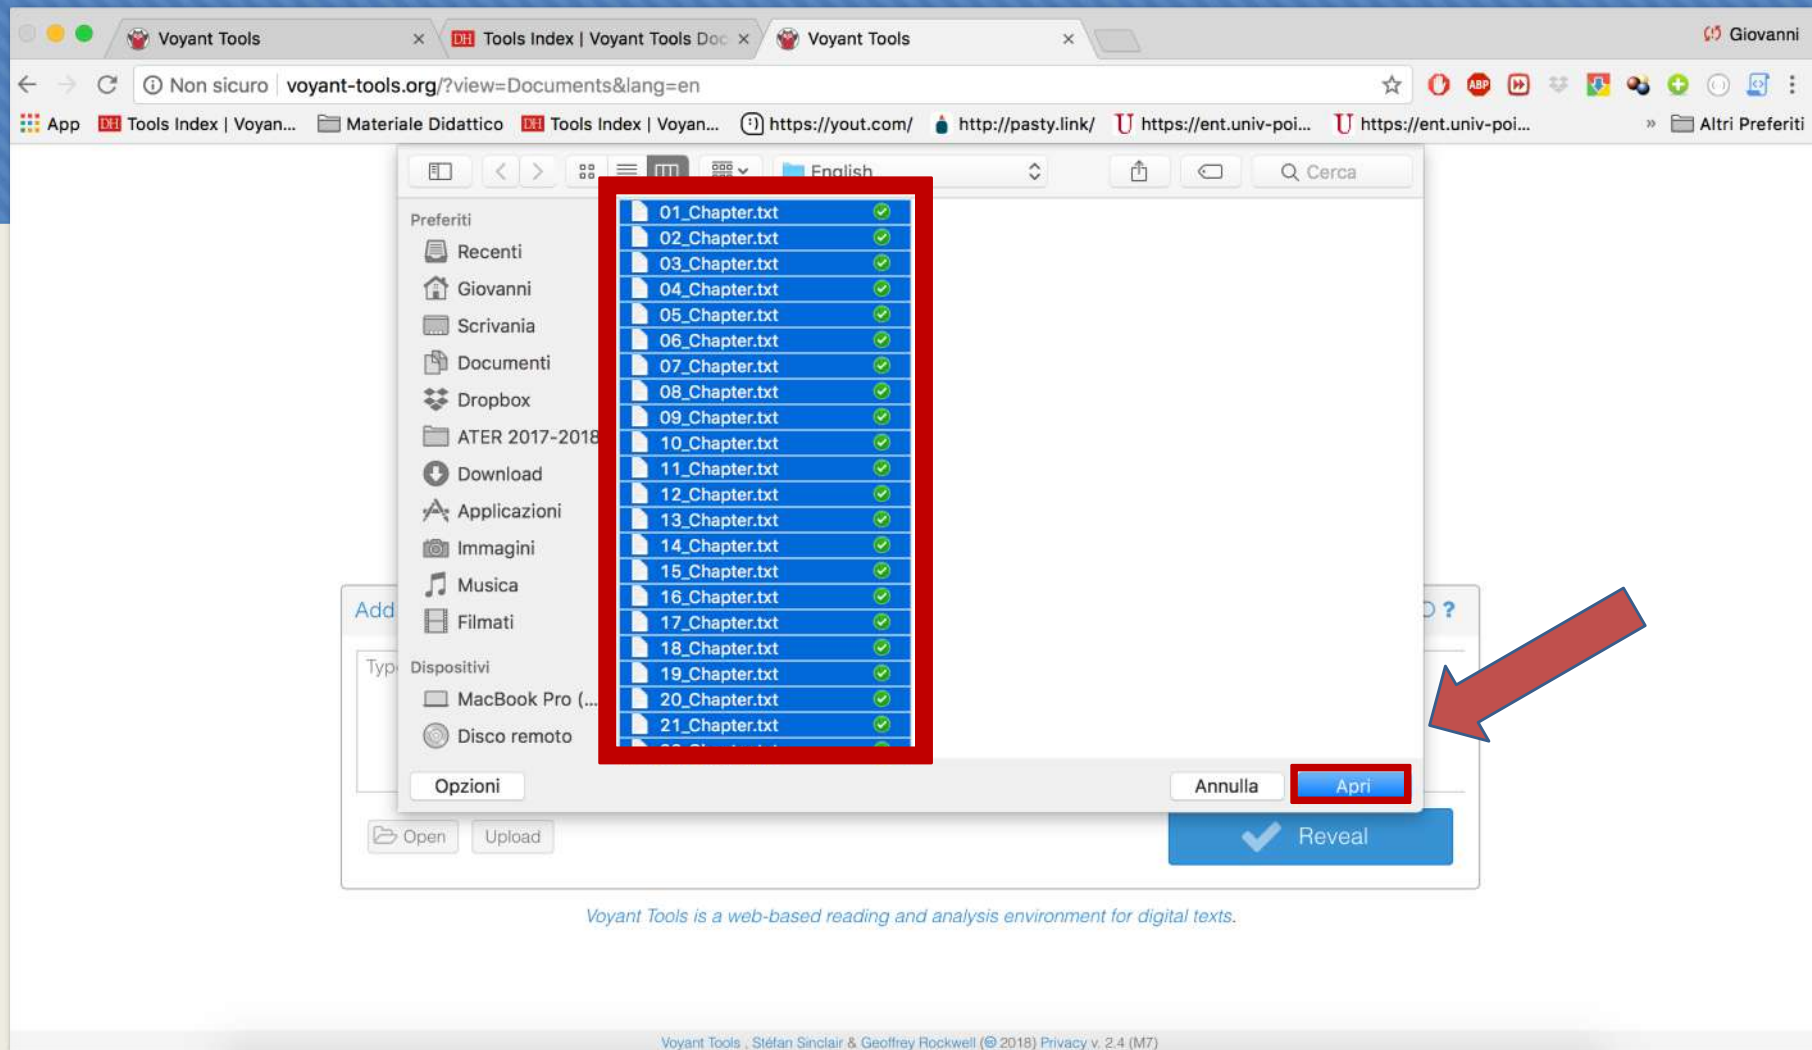 Voyant Tools
Tools Index | Voyant Tools Doc
Voyant Tools
Giovanni
Non sicuro voyant-tools.org/?view=Documents&lang=en
ABP
App DH Tools Index | Voyan... Materiale Didattico DH Tools Index | Voyan... https://yout.com/ http://pasty.link/ https://ent.univ-poi... https://ent.univ-poi... » Altri Preferiti
English
Cerca
Preferiti
Recenti
Giovanni
Scrivania
Documenti
Dropbox
ATER 2017-2018
Download
Applicazioni
Immagini
Musica
Filmati
Dispositivi
MacBook Pro (...
Disco remoto
01_Chapter.txt
02_Chapter.txt
03_Chapter.txt
04_Chapter.txt
05_Chapter.txt
06_Chapter.txt
07_Chapter.txt
08_Chapter.txt
09_Chapter.txt
10_Chapter.txt
11_Chapter.txt
12_Chapter.txt
13_Chapter.txt
14_Chapter.txt
15_Chapter.txt
16_Chapter.txt
17_Chapter.txt
18_Chapter.txt
19_Chapter.txt
20_Chapter.txt
21_Chapter.txt
Add
?
Typ
Opzioni
Annulla
Apri
Open
Upload
Reveal
Voyant Tools is a web-based reading and analysis environment for digital texts.
Voyant Tools , Stéfan Sinclair & Geoffrey Rockwell (© 2018) Privacy v. 2.4 (M7)